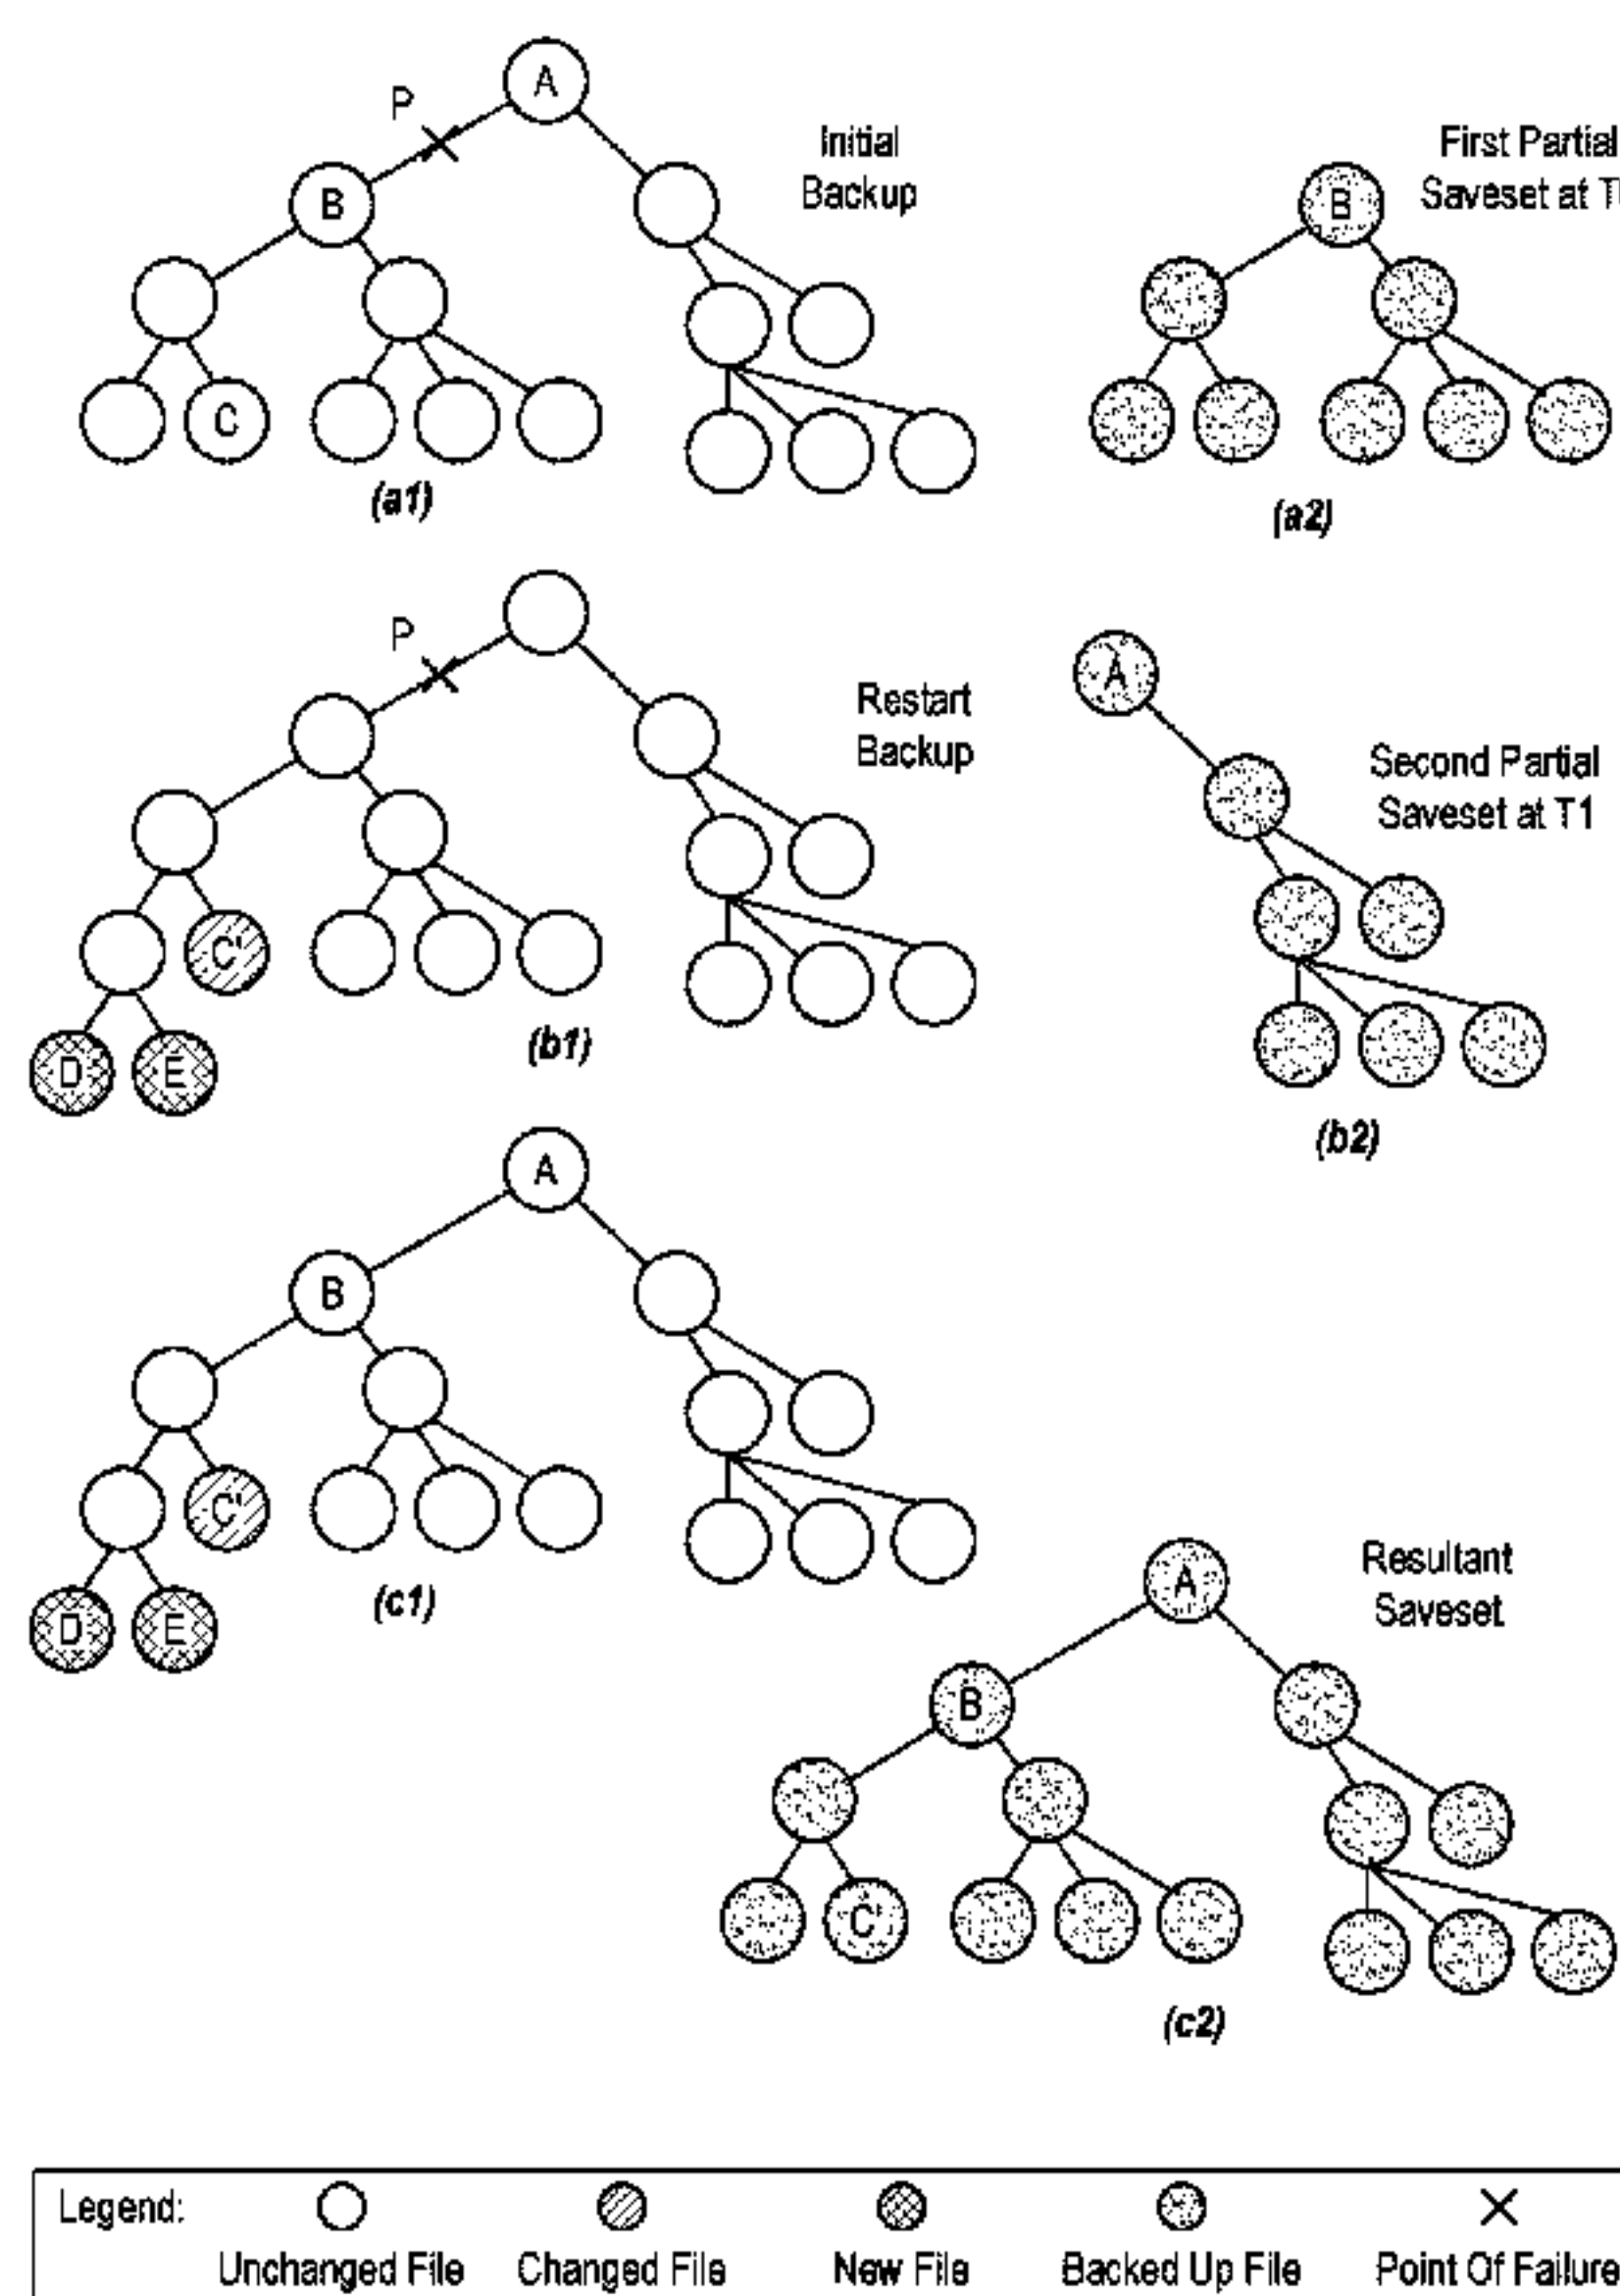 A
P
Initial
Backup
First Partial
Saveset at
B
B
C
(a1)
(a2)
P
Restart
Backup
A
Second Partial
Saveset at T1
C'
D
E
(b1)
(b2)
A
B
C'
D
E
(c1)
Resultant
Saveset
A
B
C
(c2)
Legend:
Unchanged File
Changed File
New File
Backed Up File
Point Of Failure